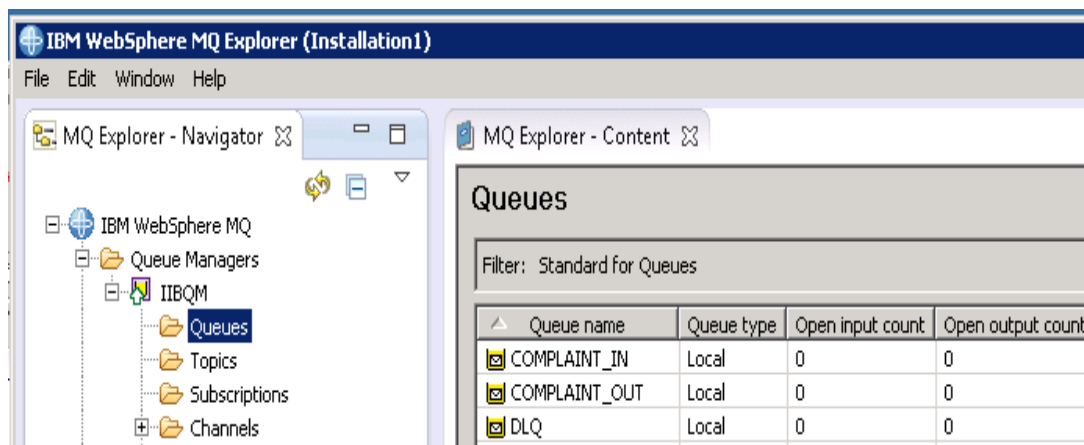 IBM WebSphere MQ Explorer (Installation1)
File Edit Window Help
MQ Explorer - Navigator
IBM WebSphere MQ
Queue Managers
IIBQM
Queues
Topics
Subscriptions
Channels
MQ Explorer - Content
Queues
Filter: Standard for Queues
Queue name Queue type Open input count Open output count
COMPLAINT_IN Local 0 0
COMPLAINT_OUT Local 0 0
DLQ Local 0 0